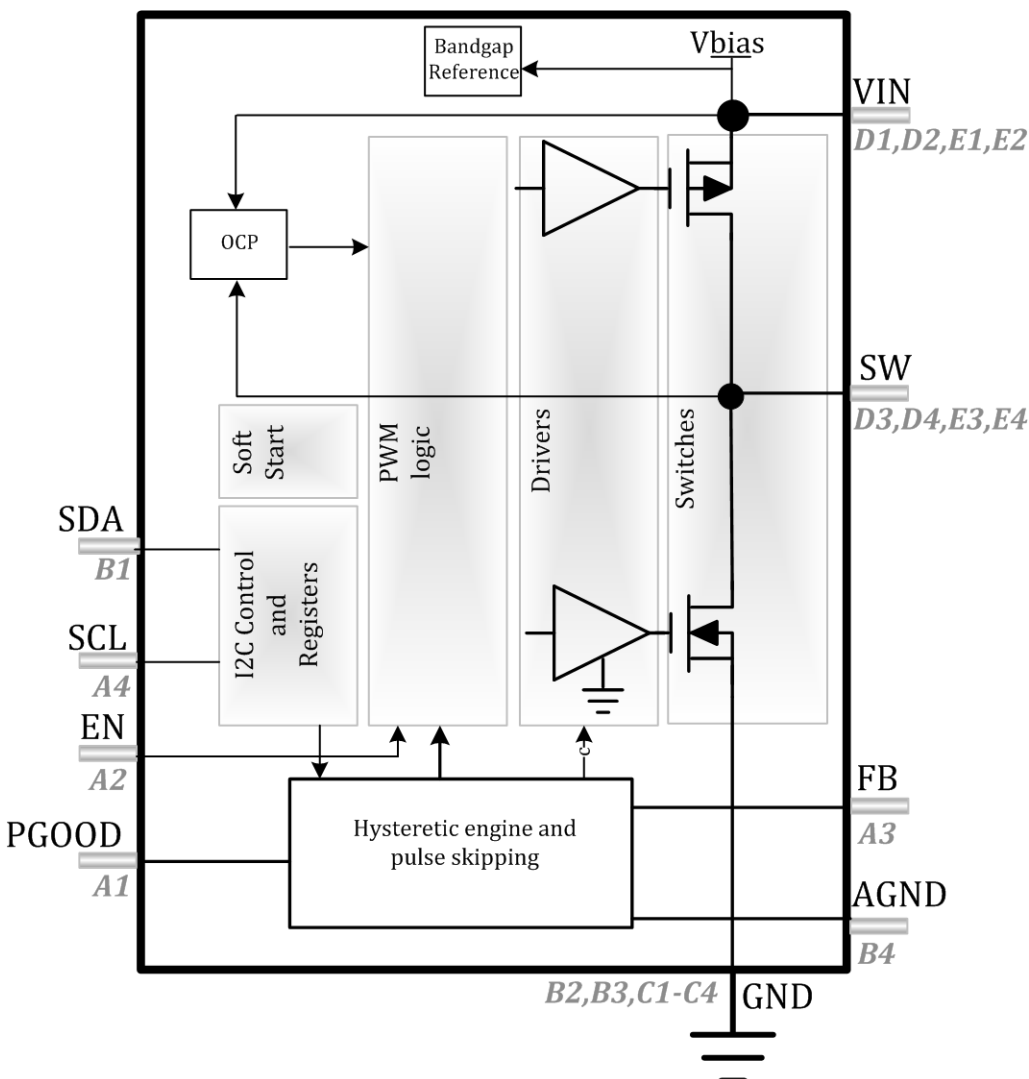 Bandgap
Reference
Vbias
VIN
D1,D2,E1,E2
OCP
SW
D3,D4,E3,E4
Soft
Start
PWM
logic
Drivers
Switches
SDA
B1
I2C Control
and
Registers
SCL
A4
EN
A2
c
FB
A3
Hysteretic engine and
pulse skipping
PGOOD
A1
AGND
B4
B2,B3,C1-C4
GND